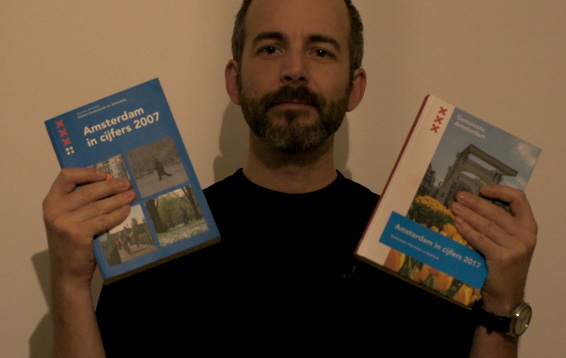 Amsterdam
in cijfers 2007
Gemeente
Amsterdam
Amsterdam in cijfers 2017